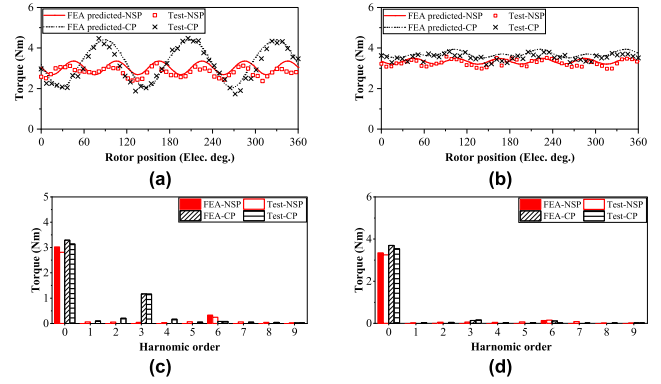 FEA predicted-NSP Test-NSP
FEA predicted-CP Test-CP
Torque (Nm)
6
4
2
0
0 60 120 180 240 300 360
Rotor position (Elec. deg.)
(a)
FEA predicted-NSP Test-NSP
FEA predicted-CP Test-CP
Torque (Nm)
6
4
2
0
0 60 120 180 240 300 360
Rotor position (Elec. deg.)
(b)
FEA-NSP Test-NSP
FEA-CP Test-CP
Torque (Nm)
5
4
3
2
1
0
0 1 2 3 4 5 6 7 8 9
Harnomic order
(c)
FEA-NSP Test-NSP
FEA-CP Test-CP
Torque (Nm)
6
4
2
0
0 1 2 3 4 5 6 7 8 9
Harnomic order
(d)